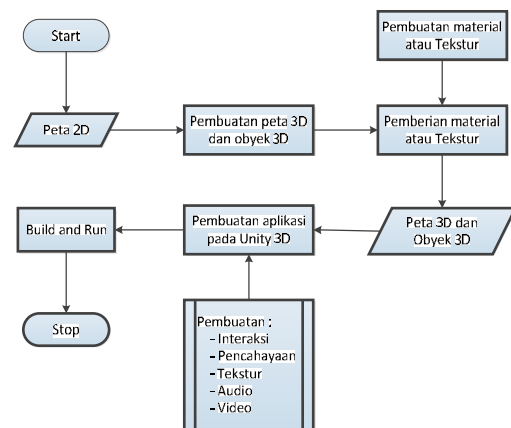 Start
Pembuatan material
atau Tekstur
Peta 2D
Pembuatan peta 3D
dan obyek 3D
Pemberian material
atau Tekstur
Build and Run
Pembuatan aplikasi
pada Unity 3D
Peta 3D dan
Obyek 3D
Stop
Pembuatan :
- Interaksi
- Pencahayaan
- Tekstur
- Audio
- Video